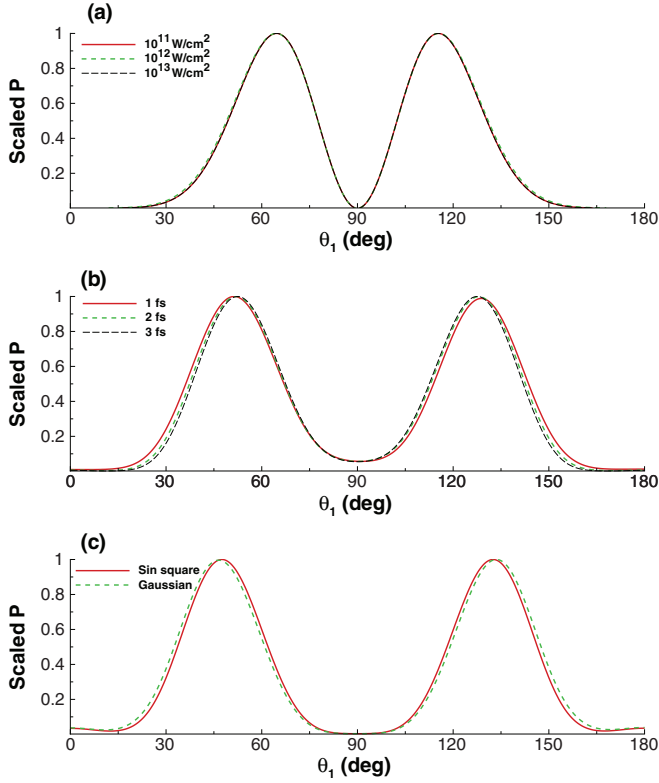 (a)
10¹¹ W/cm²
10¹² W/cm²
10¹³ W/cm²
Scaled P
1
0.8
0.6
0.4
0.2
0 30 60 90 120 150 180
θ₁ (deg)
(b)
1 fs
2 fs
3 fs
Scaled P
1
0.8
0.6
0.4
0.2
0 30 60 90 120 150 180
θ₁ (deg)
(c)
Sin square
Gaussian
Scaled P
1
0.8
0.6
0.4
0.2
0 30 60 90 120 150 180
θ₁ (deg)